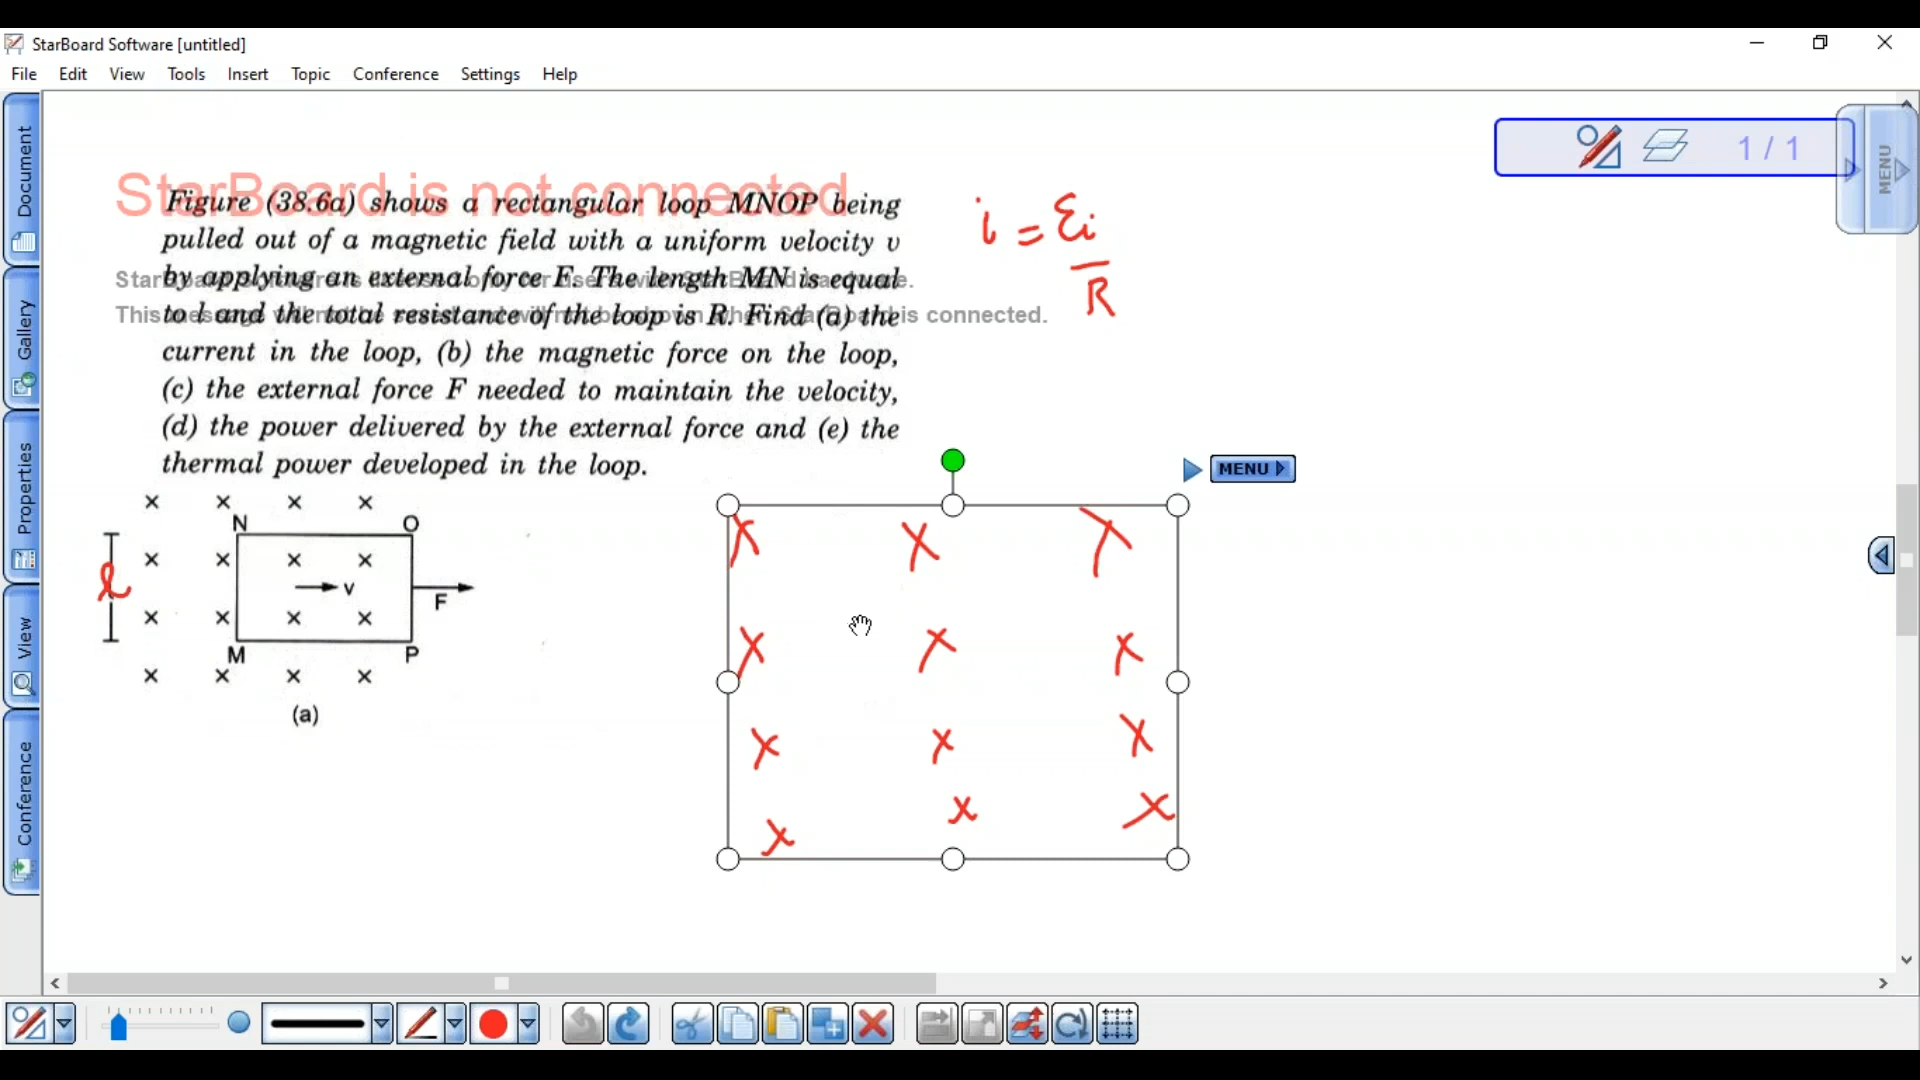 StarBoard Software [untitled]
File Edit View Tools Insert Topic Conference Settings Help
Document
Gallery
Properties
View
Conference
1 / 1
MENU
StarBoard is not connected
Figure (38.6a) shows a rectangular loop MNOP being
pulled out of a magnetic field with a uniform velocity v
by applying an external force F. The length MN is equal
to l and the total resistance of the loop is R. Find (a) the
is connected.
current in the loop, (b) the magnetic force on the loop,
(c) the external force F needed to maintain the velocity,
(d) the power delivered by the external force and (e) the
thermal power developed in the loop.
i = εi
R
MENU
× × × ×
N O
× × × ×
l
v
F
× × × ×
M P
× × × ×
(a)
x x x
x x x
x x x
x x x